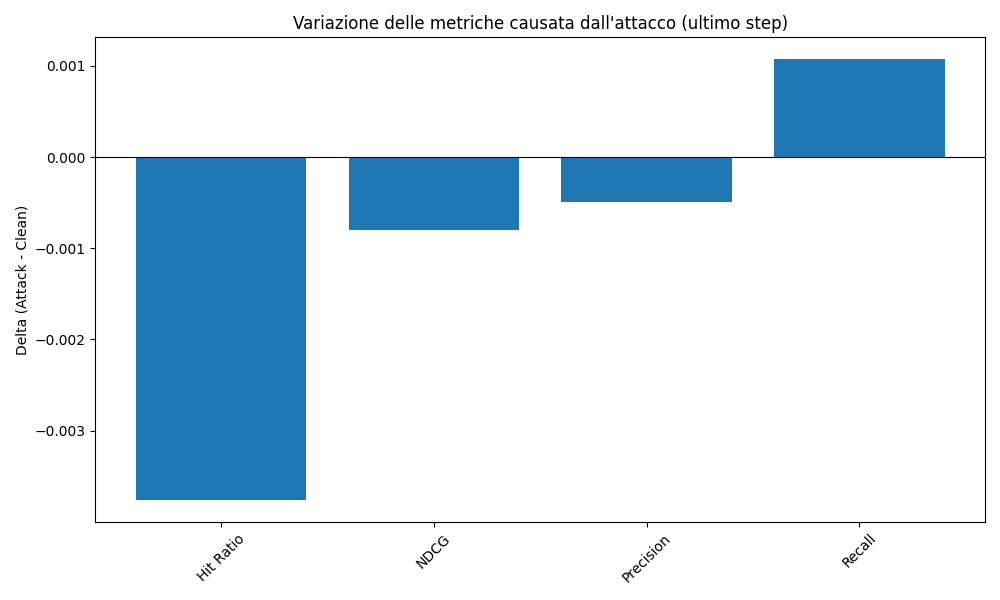 Variazione delle metriche causata dall'attacco (ultimo step)
Delta (Attack - Clean)
0.001
0.000
−0.001
−0.002
−0.003
Hit Ratio
NDCG
Precision
Recall